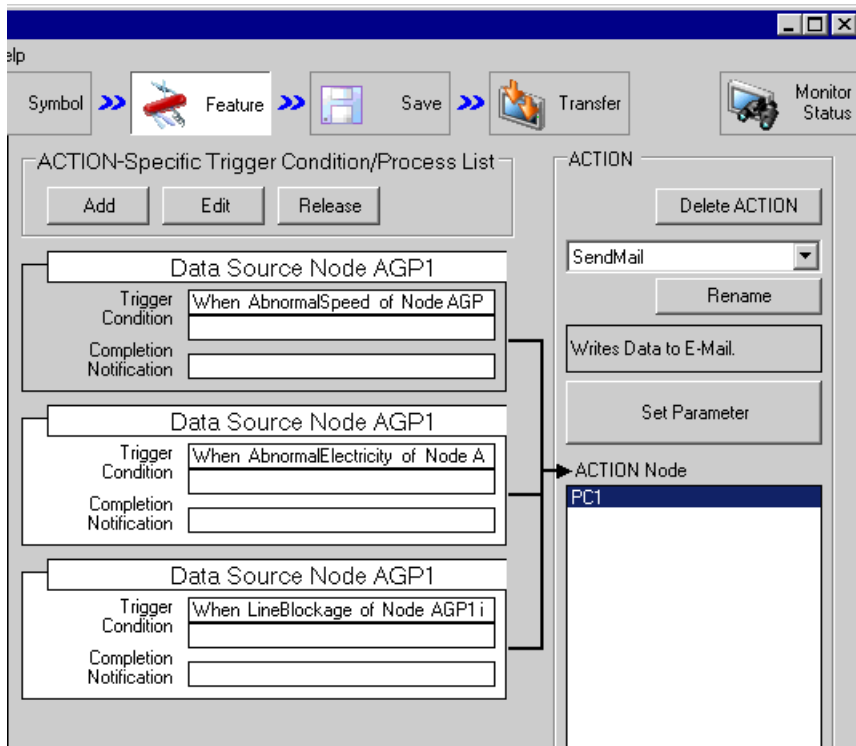 elp
Symbol
Feature
Save
Transfer
Monitor
Status
ACTION-Specific Trigger Condition/Process List
Add
Edit
Release
Data Source Node AGP1
Trigger
Condition
When AbnormalSpeed of Node AGP
Completion
Notification
Data Source Node AGP1
Trigger
Condition
When AbnormalElectricity of Node A
Completion
Notification
Data Source Node AGP1
Trigger
Condition
When LineBlockage of Node AGP1 i
Completion
Notification
ACTION
Delete ACTION
SendMail
Rename
Writes Data to E-Mail.
Set Parameter
ACTION Node
PC1